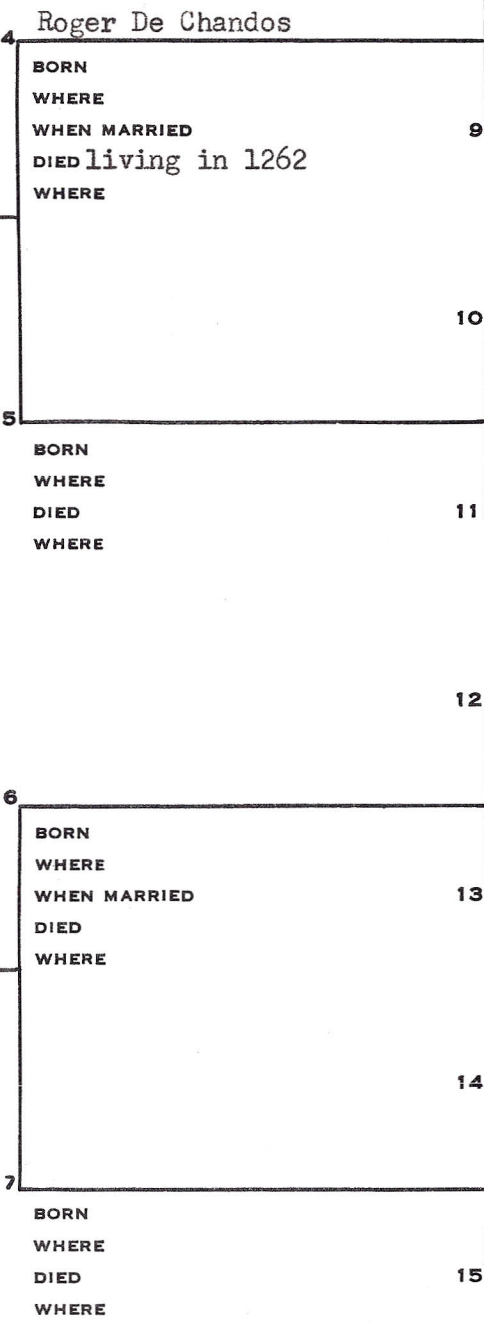 Roger De Chandos
4
BORN
WHERE
WHEN MARRIED 9
DIED living in 1262
WHERE
10
5
BORN
WHERE
DIED 11
WHERE
12
6
BORN
WHERE
WHEN MARRIED 13
DIED
WHERE
14
7
BORN
WHERE
DIED 15
WHERE